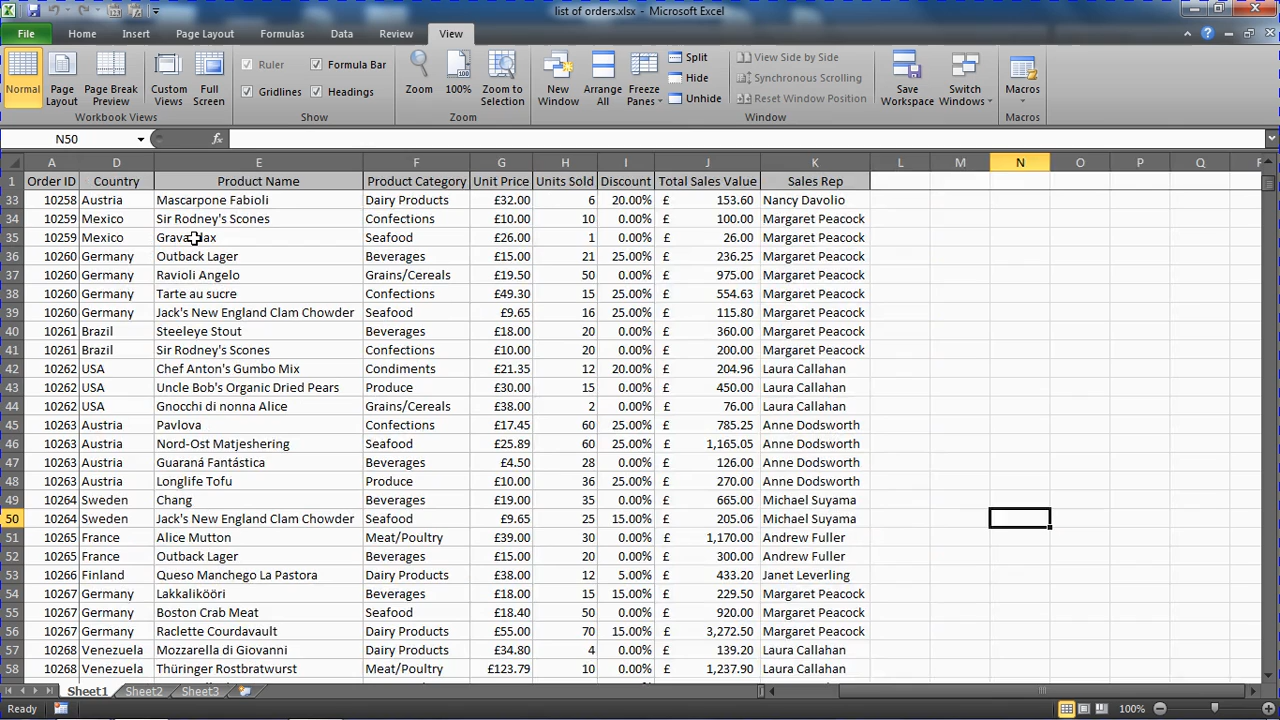 list of orders.xlsx - Microsoft Excel
File Home Insert Page Layout Formulas Data Review View
Normal Page Layout Page Break Preview Custom Views Full Screen
Workbook Views
Ruler Formula Bar
Gridlines Headings
Show
Zoom 100% Zoom to Selection
Zoom
New Window Arrange All Freeze Panes
Split
Hide
Unhide
View Side by Side
Synchronous Scrolling
Reset Window Position
Window
Save Workspace Switch Windows
Macros
Macros
N50 fx
A D E F G H I J K L M N O P Q
1 Order ID Country Product Name Product Category Unit Price Units Sold Discount Total Sales Value Sales Rep
33 10258 Austria Mascarpone Fabioli Dairy Products £32.00 6 20.00% £ 153.60 Nancy Davolio
34 10259 Mexico Sir Rodney's Scones Confections £10.00 10 0.00% £ 100.00 Margaret Peacock
35 10259 Mexico Seafood £26.00 1 0.00% £ 26.00 Margaret Peacock
36 10260 Germany Outback Lager Beverages £15.00 21 25.00% £ 236.25 Margaret Peacock
37 10260 Germany Ravioli Angelo Grains/Cereals £19.50 50 0.00% £ 975.00 Margaret Peacock
38 10260 Germany Tarte au sucre Confections £49.30 15 25.00% £ 554.63 Margaret Peacock
39 10260 Germany Jack's New England Clam Chowder Seafood £9.65 16 25.00% £ 115.80 Margaret Peacock
40 10261 Brazil Steeleye Stout Beverages £18.00 20 0.00% £ 360.00 Margaret Peacock
41 10261 Brazil Sir Rodney's Scones Confections £10.00 20 0.00% £ 200.00 Margaret Peacock
42 10262 USA Chef Anton's Gumbo Mix Condiments £21.35 12 20.00% £ 204.96 Laura Callahan
43 10262 USA Uncle Bob's Organic Dried Pears Produce £30.00 15 0.00% £ 450.00 Laura Callahan
44 10262 USA Gnocchi di nonna Alice Grains/Cereals £38.00 2 0.00% £ 76.00 Laura Callahan
45 10263 Austria Pavlova Confections £17.45 60 25.00% £ 785.25 Anne Dodsworth
46 10263 Austria Nord-Ost Matjeshering Seafood £25.89 60 25.00% £ 1,165.05 Anne Dodsworth
47 10263 Austria Guaraná Fantástica Beverages £4.50 28 0.00% £ 126.00 Anne Dodsworth
48 10263 Austria Longlife Tofu Produce £10.00 36 25.00% £ 270.00 Anne Dodsworth
49 10264 Sweden Chang Beverages £19.00 35 0.00% £ 665.00 Michael Suyama
50 10264 Sweden Jack's New England Clam Chowder Seafood £9.65 25 15.00% £ 205.06 Michael Suyama
51 10265 France Alice Mutton Meat/Poultry £39.00 30 0.00% £ 1,170.00 Andrew Fuller
52 10265 France Outback Lager Beverages £15.00 20 0.00% £ 300.00 Andrew Fuller
53 10266 Finland Queso Manchego La Pastora Dairy Products £38.00 12 5.00% £ 433.20 Janet Leverling
54 10267 Germany Lakkalikööri Beverages £18.00 15 15.00% £ 229.50 Margaret Peacock
55 10267 Germany Boston Crab Meat Seafood £18.40 50 0.00% £ 920.00 Margaret Peacock
56 10267 Germany Raclette Courdavault Dairy Products £55.00 70 15.00% £ 3,272.50 Margaret Peacock
57 10268 Venezuela Mozzarella di Giovanni Dairy Products £34.80 4 0.00% £ 139.20 Laura Callahan
58 10268 Venezuela Thüringer Rostbratwurst Meat/Poultry £123.79 10 0.00% £ 1,237.90 Laura Callahan
Sheet1 Sheet2 Sheet3
Ready 100%